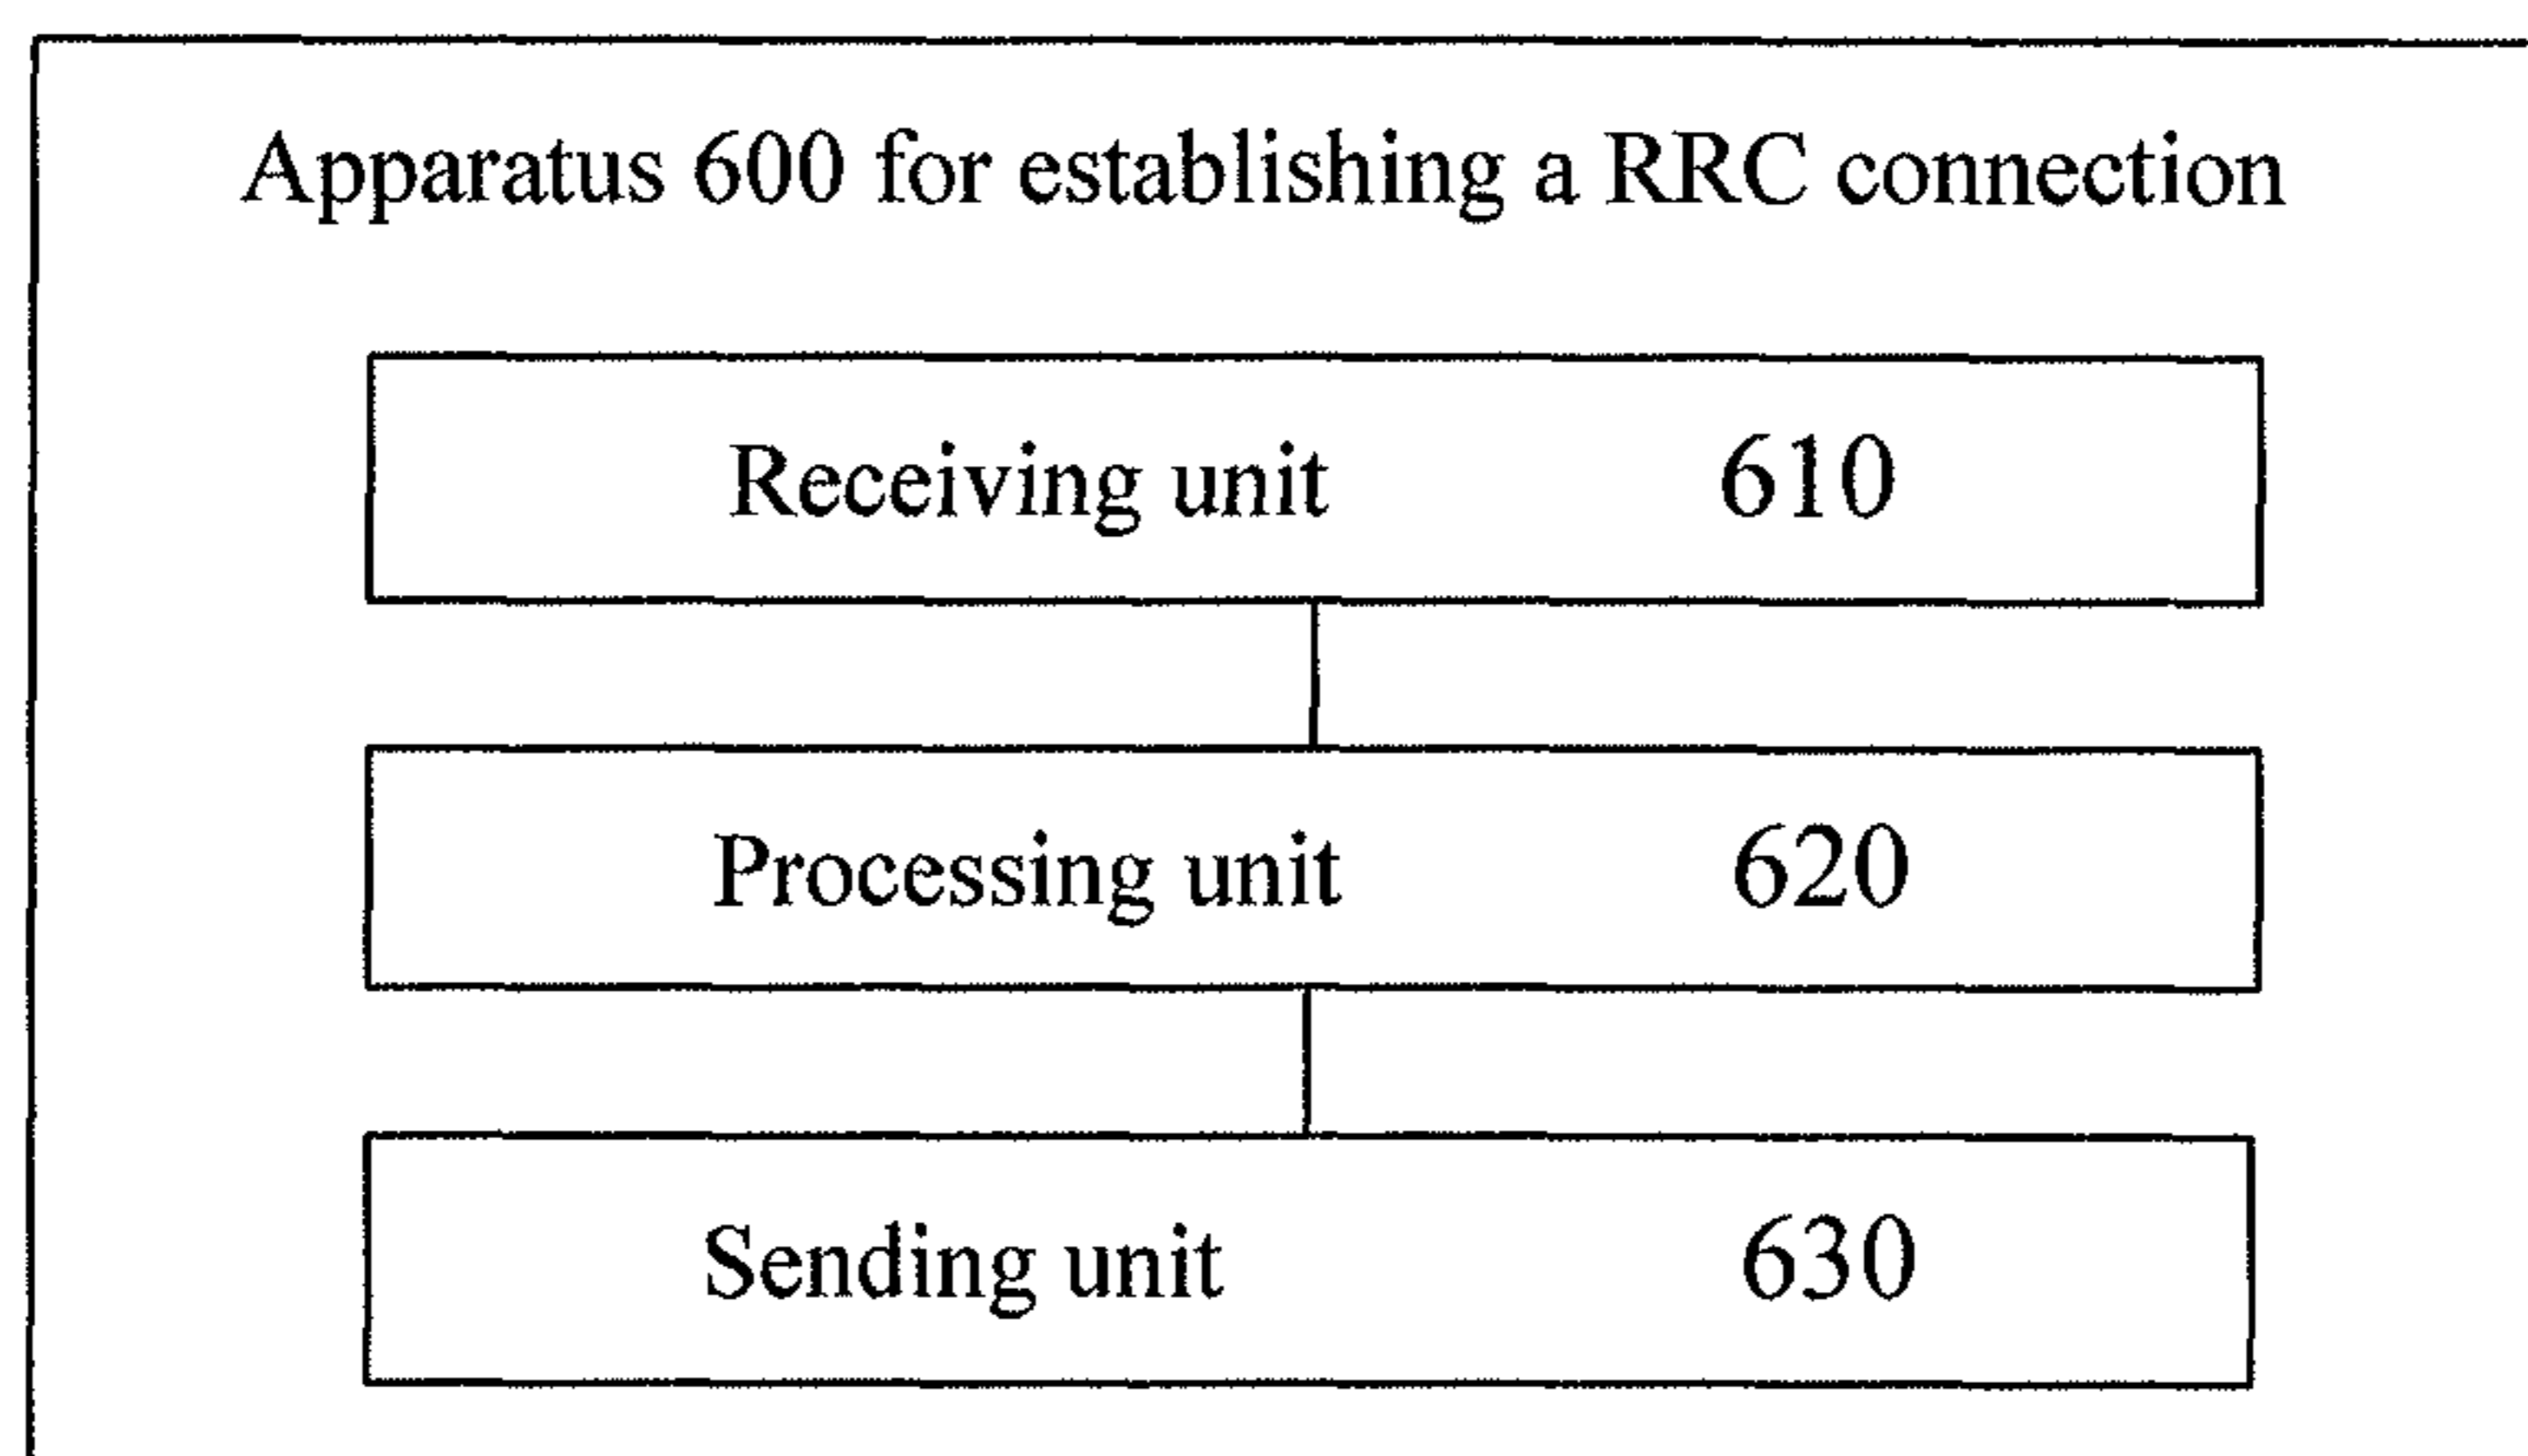 Apparatus 600 for establishing a RRC connection
Receiving unit 610
Processing unit 620
Sending unit 630